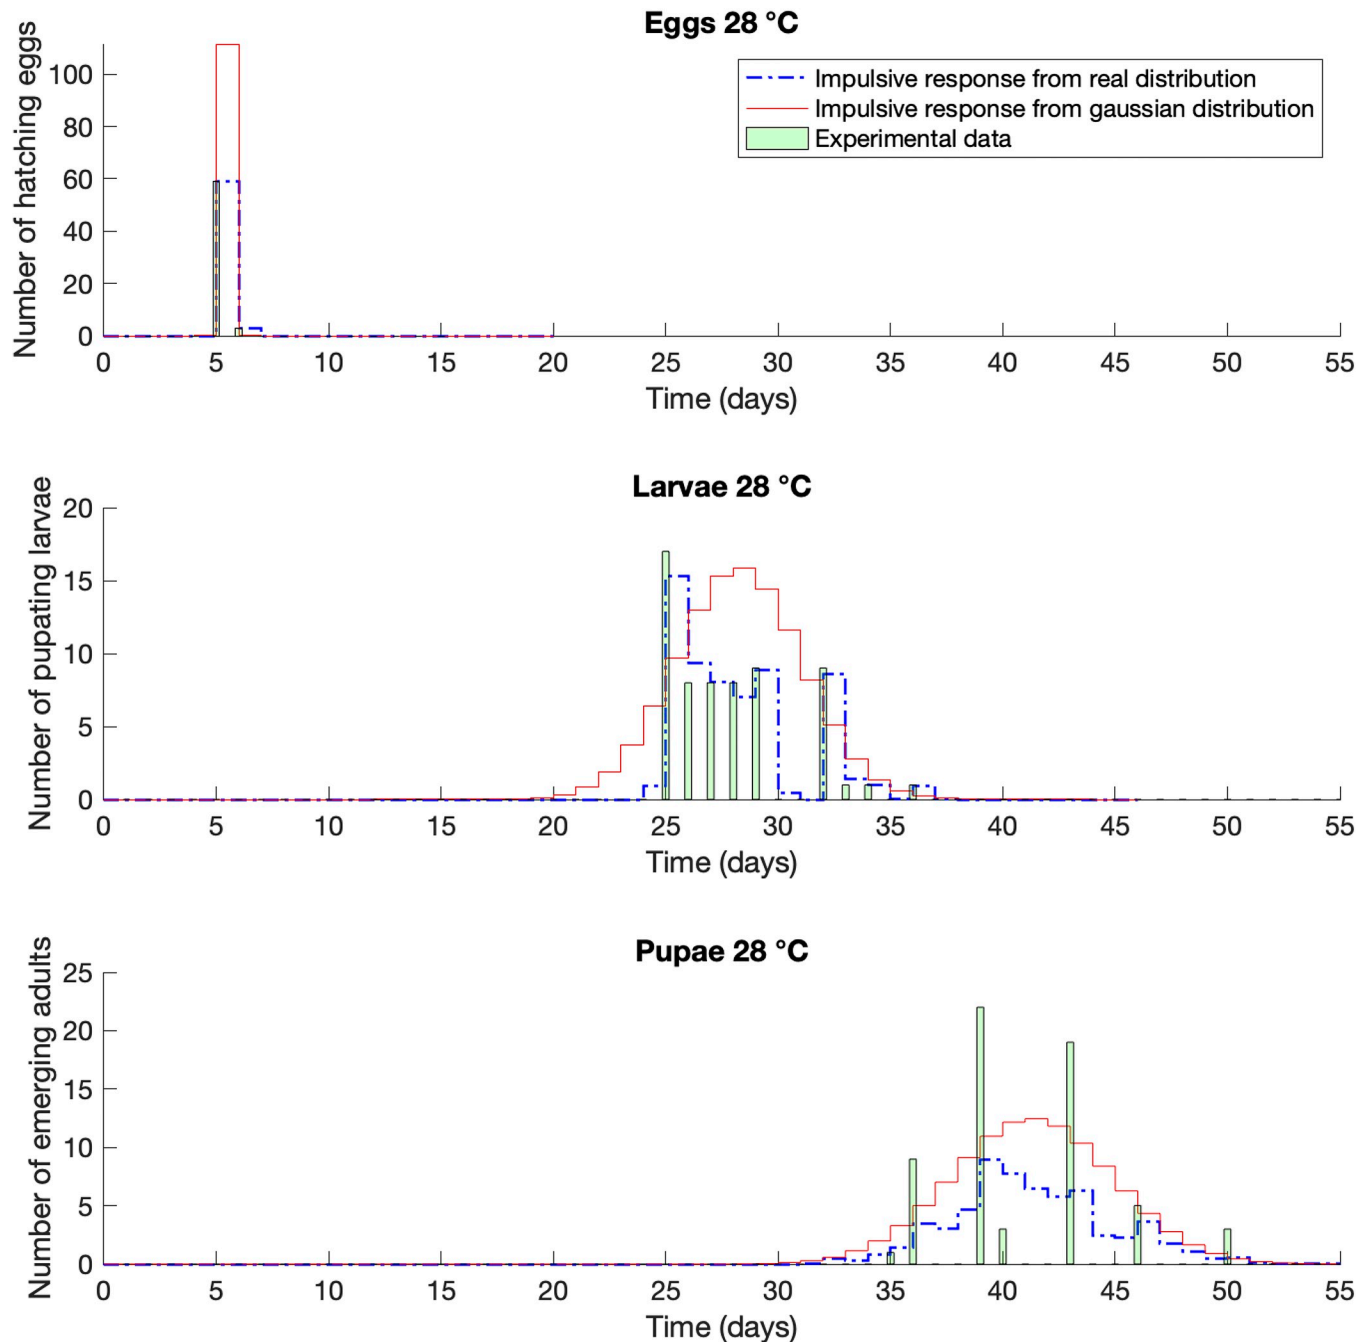 Eggs 28 °C
Number of hatching eggs
100
80
60
40
20
0
Impulsive response from real distribution
Impulsive response from gaussian distribution
Experimental data
0 5 10 15 20 25 30 35 40 45 50 55
Time (days)
Larvae 28 °C
Number of pupating larvae
20
15
10
5
0
0 5 10 15 20 25 30 35 40 45 50 55
Time (days)
Pupae 28 °C
Number of emerging adults
25
20
15
10
5
0
0 5 10 15 20 25 30 35 40 45 50 55
Time (days)